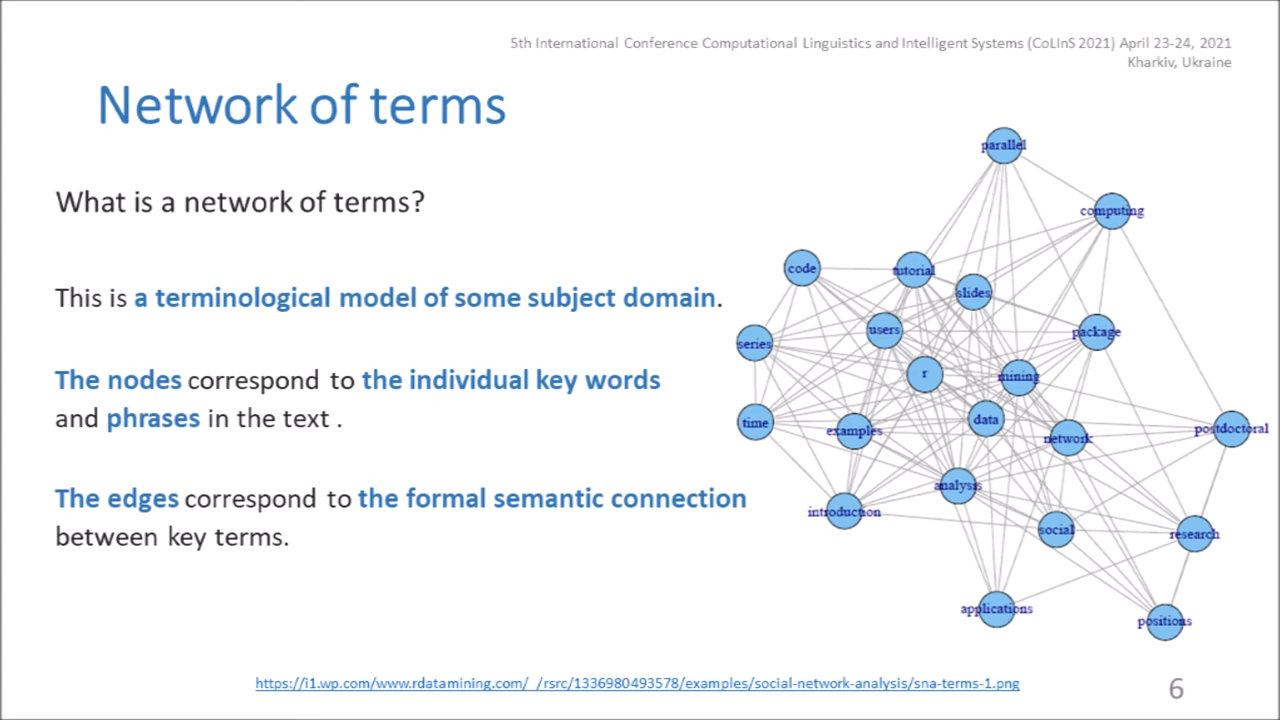 5th International Conference Computational Linguistics and Intelligent Systems (CoLInS 2021) April 23-24, 2021
Kharkiv, Ukraine
Network of terms
What is a network of terms?
This is a terminological model of some subject domain.
The nodes correspond to the individual key words
and phrases in the text .
The edges correspond to the formal semantic connection
between key terms.
parallel
computing
code
tutorial
slides
users
package
series
r
mining
time
examples
data
network
postdoctoral
analysis
introduction
social
research
applications
positions
https://i1.wp.com/www.rdatamining.com/_/rsrc/1336980493578/examples/social-network-analysis/sna-terms-1.png
6